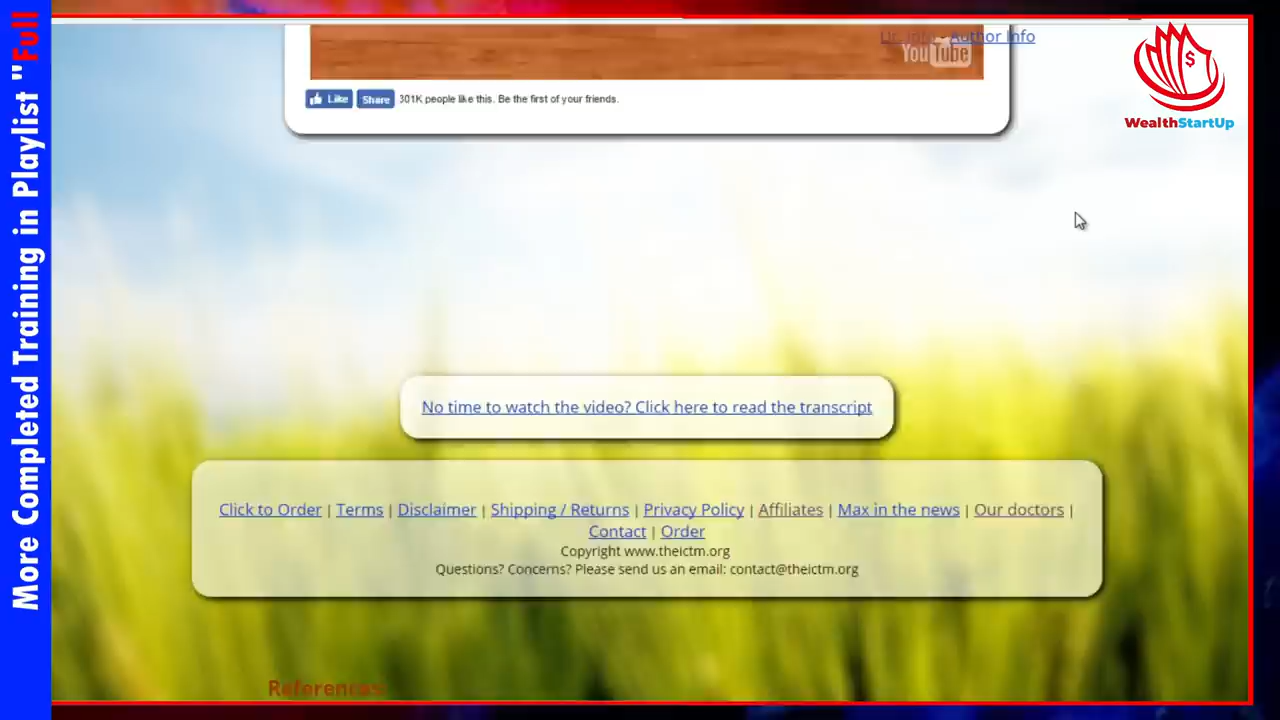 More Completed Training in Playlist "Full
Lic. Info - Author Info
YouTube
Like Share 301K people like this. Be the first of your friends.
$
WealthStartUp
No time to watch the video? Click here to read the transcript
Click to Order | Terms | Disclaimer | Shipping / Returns | Privacy Policy | Affiliates | Max in the news | Our doctors |
Contact | Order
Copyright www.theictm.org
Questions? Concerns? Please send us an email: contact@theictm.org
References: